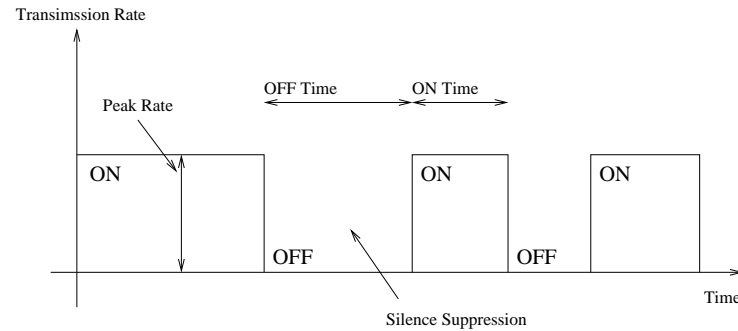 Transimssion Rate
OFF Time
ON Time
Peak Rate
ON
ON
ON
OFF
OFF
Time
Silence Suppression